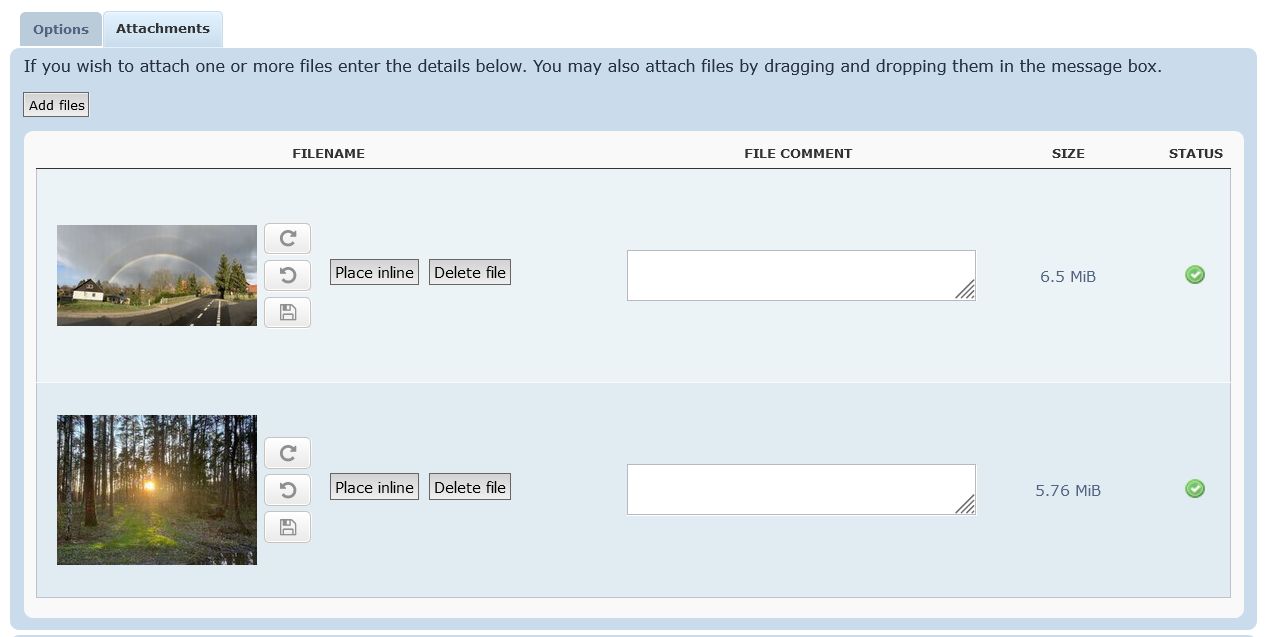 Options Attachments
If you wish to attach one or more files enter the details below. You may also attach files by dragging and dropping them in the message box.
Add files
FILENAME FILE COMMENT SIZE STATUS
Place inline Delete file 6.5 MiB
Place inline Delete file 5.76 MiB